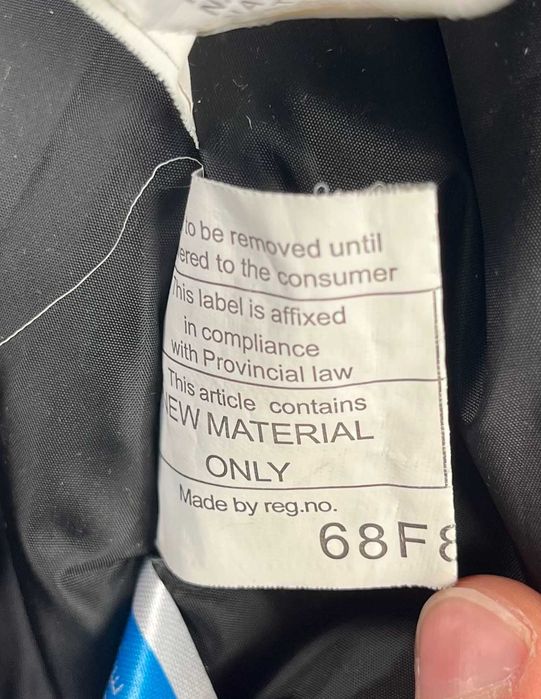 to be removed until
ered to the consumer
This label is affixed
in compliance
with Provincial law
This article contains
EW MATERIAL
ONLY
Made by reg.no.
68F8